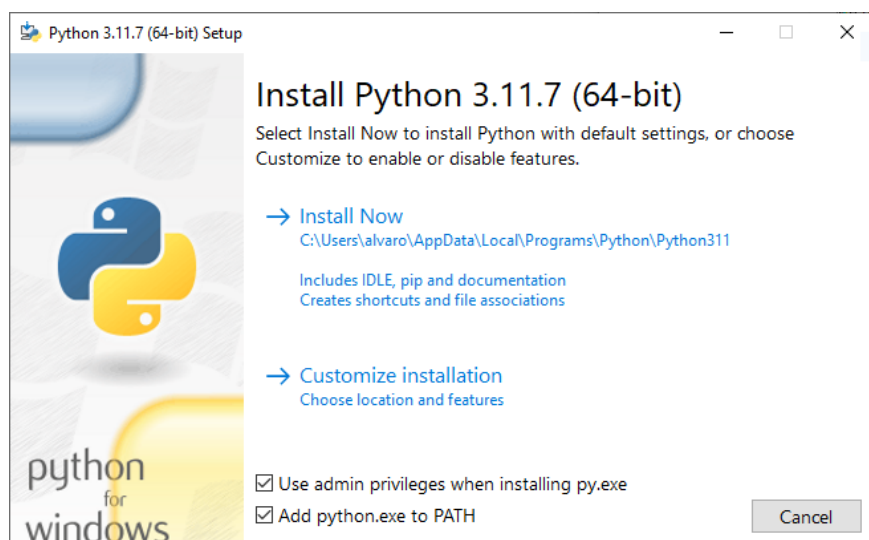 Python 3.11.7 (64-bit) Setup
Install Python 3.11.7 (64-bit)
Select Install Now to install Python with default settings, or choose
Customize to enable or disable features.
→ Install Now
C:\Users\alvaro\AppData\Local\Programs\Python\Python311
Includes IDLE, pip and documentation
Creates shortcuts and file associations
→ Customize installation
Choose location and features
Use admin privileges when installing py.exe
Add python.exe to PATH
Cancel
python
for
windows